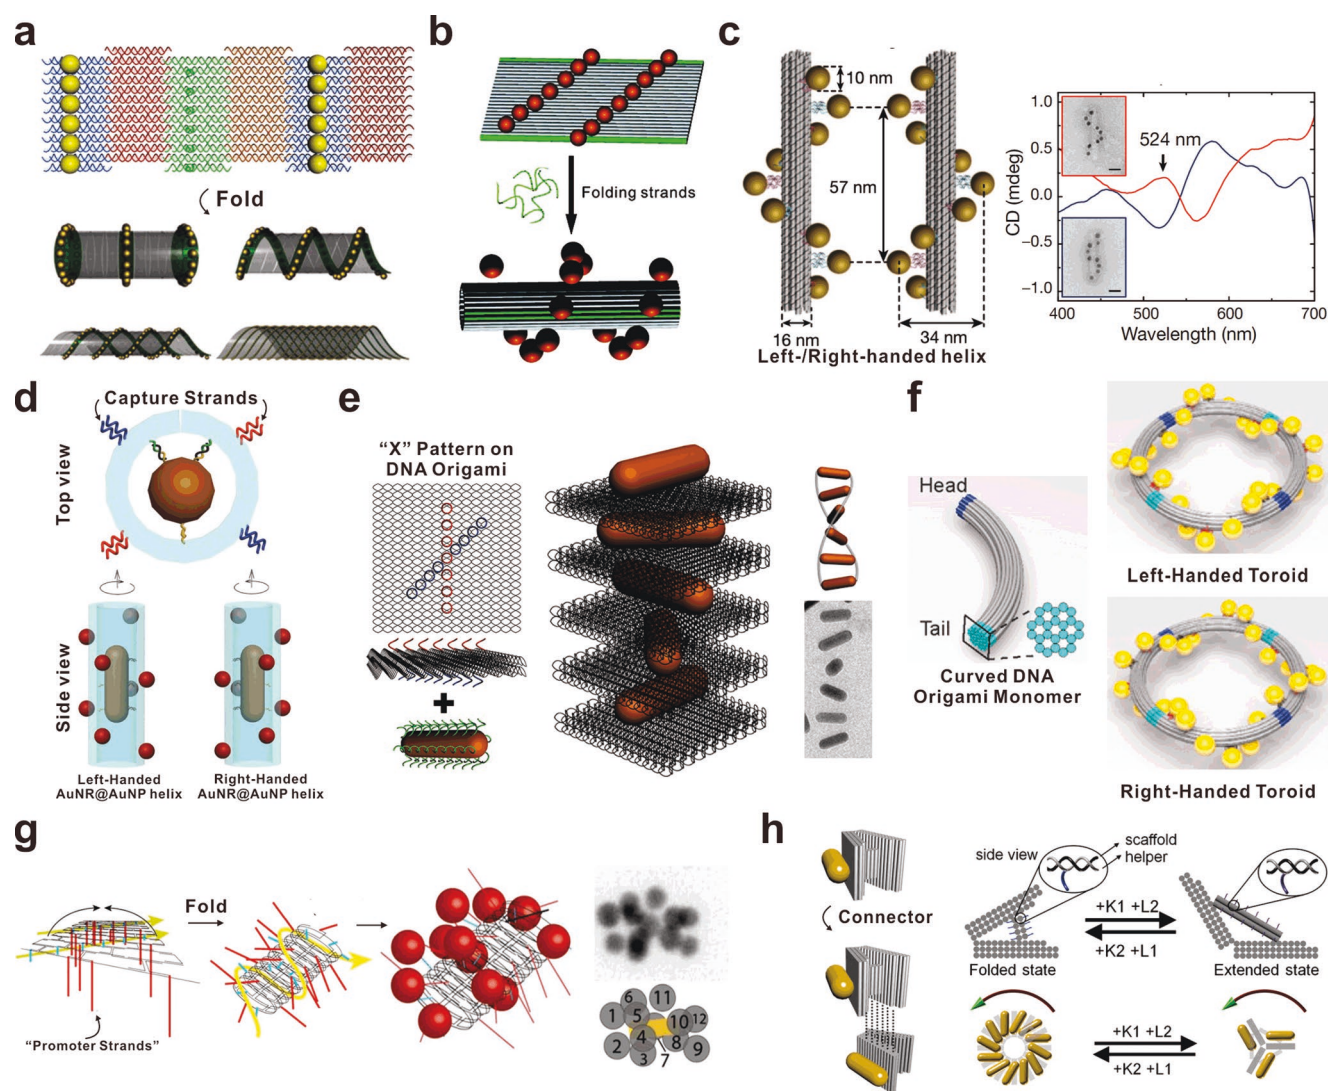 a
Fold
b
Folding strands
c
10 nm
57 nm
16 nm
34 nm
Left-/Right-handed helix
CD (mdeg)
1.0
0.5
0.0
−0.5
−1.0
524 nm
400
500
600
700
Wavelength (nm)
d
Capture Strands
Top view
Side view
Left-Handed
AuNR@AuNP helix
Right-Handed
AuNR@AuNP helix
e
“X” Pattern on
DNA Origami
f
Head
Tail
Curved DNA
Origami Monomer
Left-Handed Toroid
Right-Handed Toroid
g
Fold
“Promoter Strands”
6
11
1
5
10
12
2
4
8
9
3
7
h
Connector
side view
scaffold
helper
+K1 +L2
+K2 +L1
Folded state
Extended state
+K1 +L2
+K2 +L1